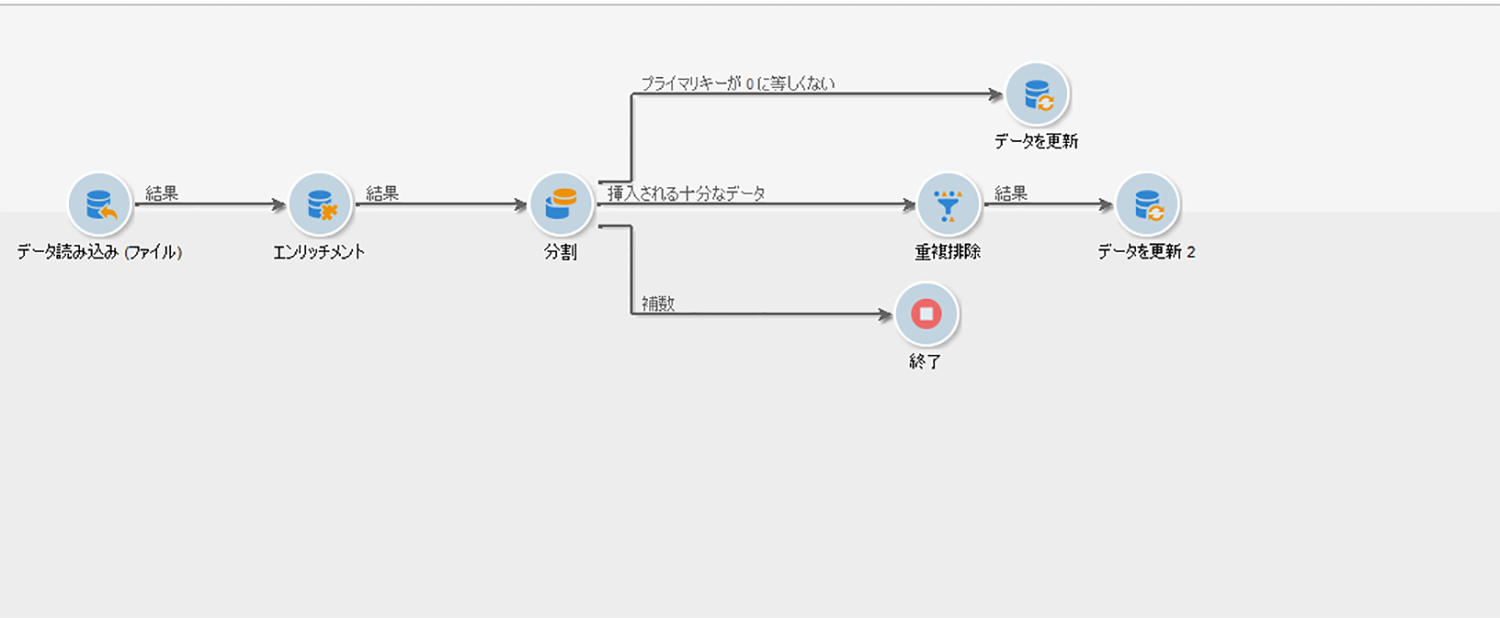 プライマリキーが 0 に等しくない
データを更新
結果
結果
挿入される十分なデータ
結果
データ読み込み (ファイル)
エンリッチメント
分割
重複排除
データを更新 2
補数
終了